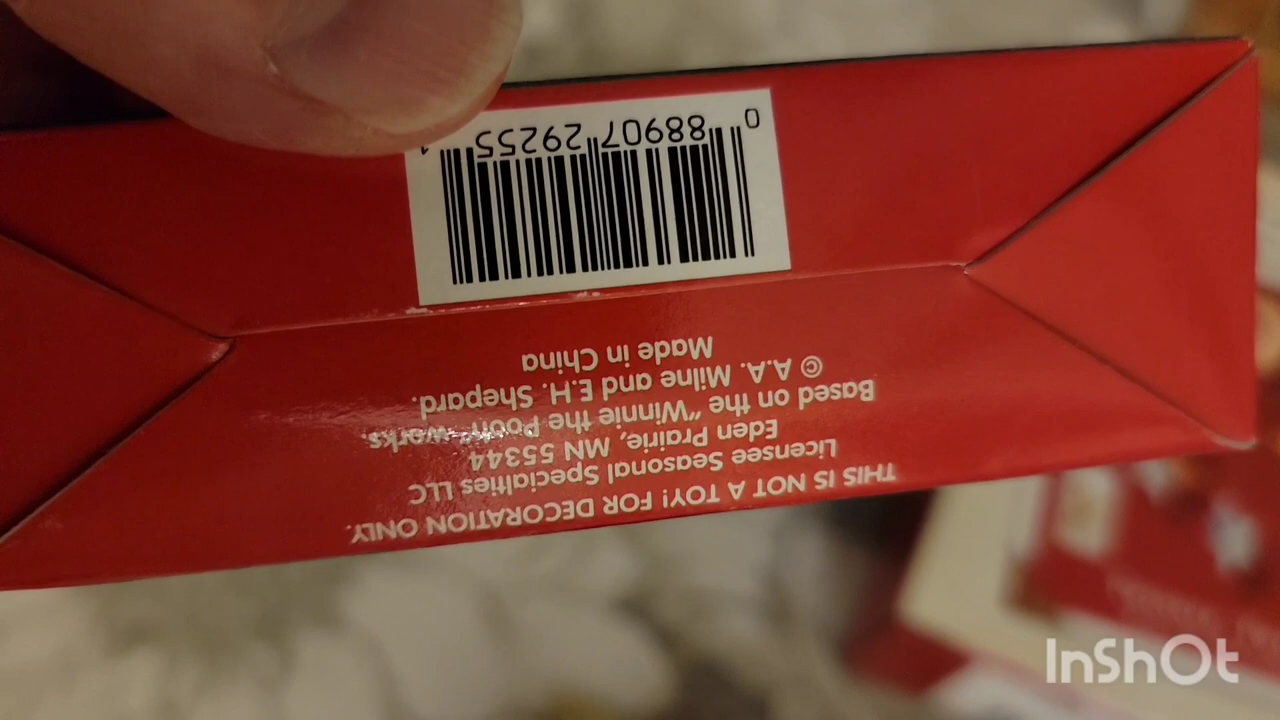 THIS IS NOT A TOY! FOR DECORATION ONLY.
Licensee Seasonal Specialties LLC
Eden Prairie, MN 55344
Based on the "Winnie the Pooh" works.
© A.A. Milne and E.H. Shepard.
Made in China
0 88907 29255 1
InShOt